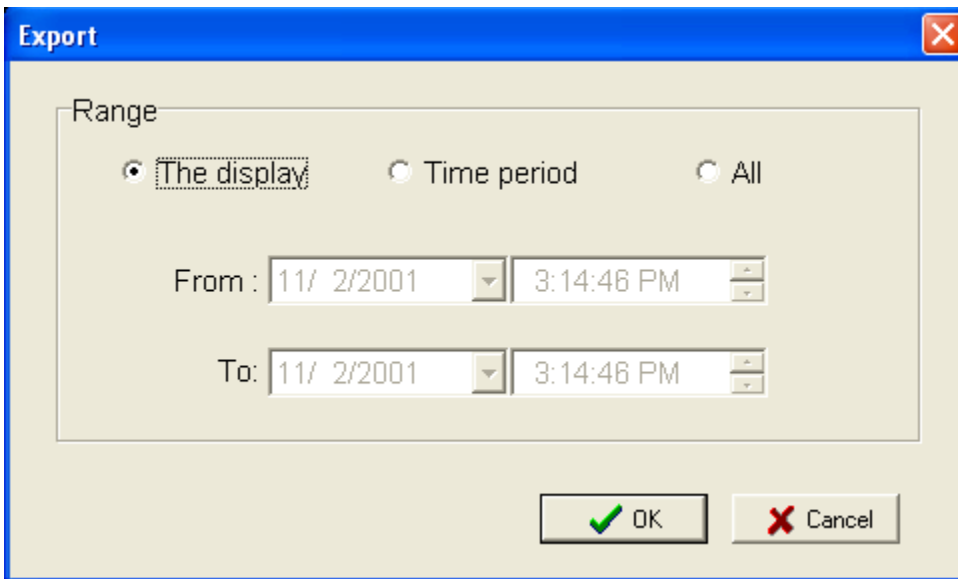 Export
Range
The display Time period All
From : 11/ 2/2001 3:14:46 PM
To: 11/ 2/2001 3:14:46 PM
OK Cancel